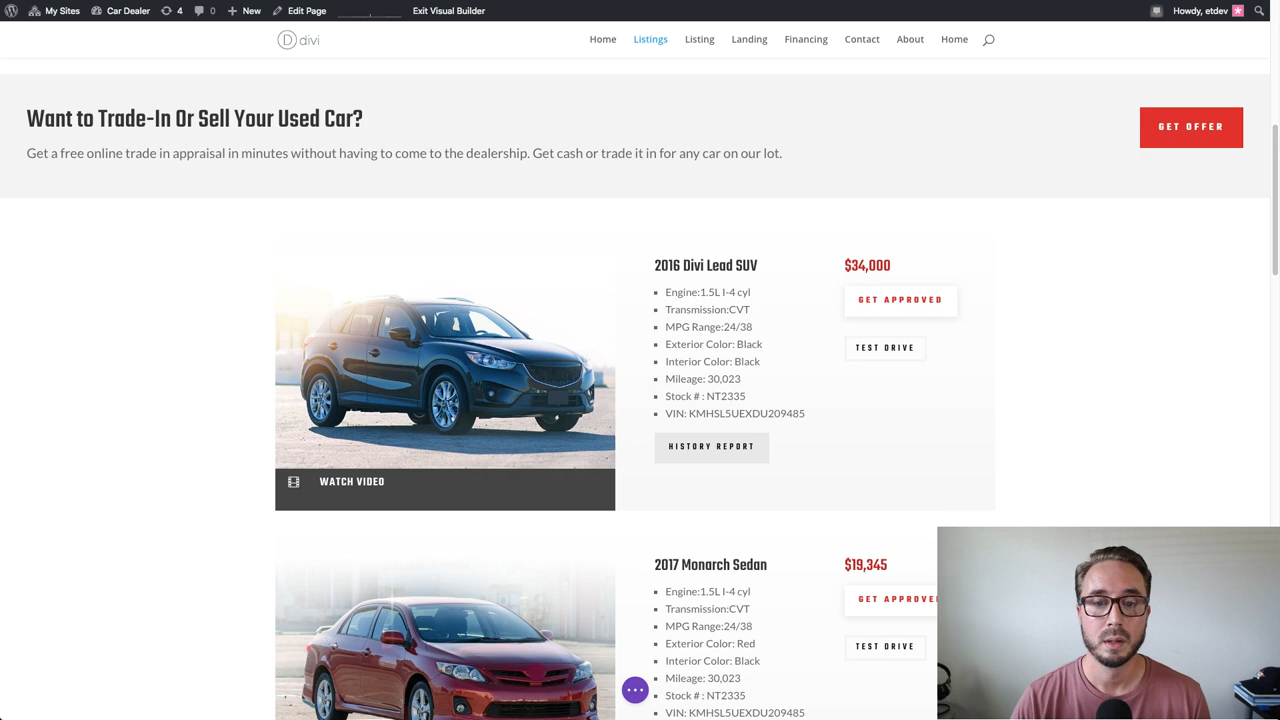 My Sites Car Dealer 4 0 New Edit Page Exit Visual Builder Howdy, etdev
D divi Home Listings Listing Landing Financing Contact About Home
Want to Trade-In Or Sell Your Used Car?
GET OFFER
Get a free online trade in appraisal in minutes without having to come to the dealership. Get cash or trade it in for any car on our lot.
2016 Divi Lead SUV
Engine:1.5L I-4 cyl
Transmission:CVT
MPG Range:24/38
Exterior Color: Black
Interior Color: Black
Mileage: 30,023
Stock # : NT2335
VIN: KMHSL5UEXDU209485
HISTORY REPORT
$34,000
GET APPROVED
TEST DRIVE
WATCH VIDEO
2017 Monarch Sedan
Engine:1.5L I-4 cyl
Transmission:CVT
MPG Range:24/38
Exterior Color: Red
Interior Color: Black
Mileage: 30,023
Stock # : NT2335
VIN: KMHSL5UEXDU209485
$19,345
GET APPROVE
TEST DRIVE